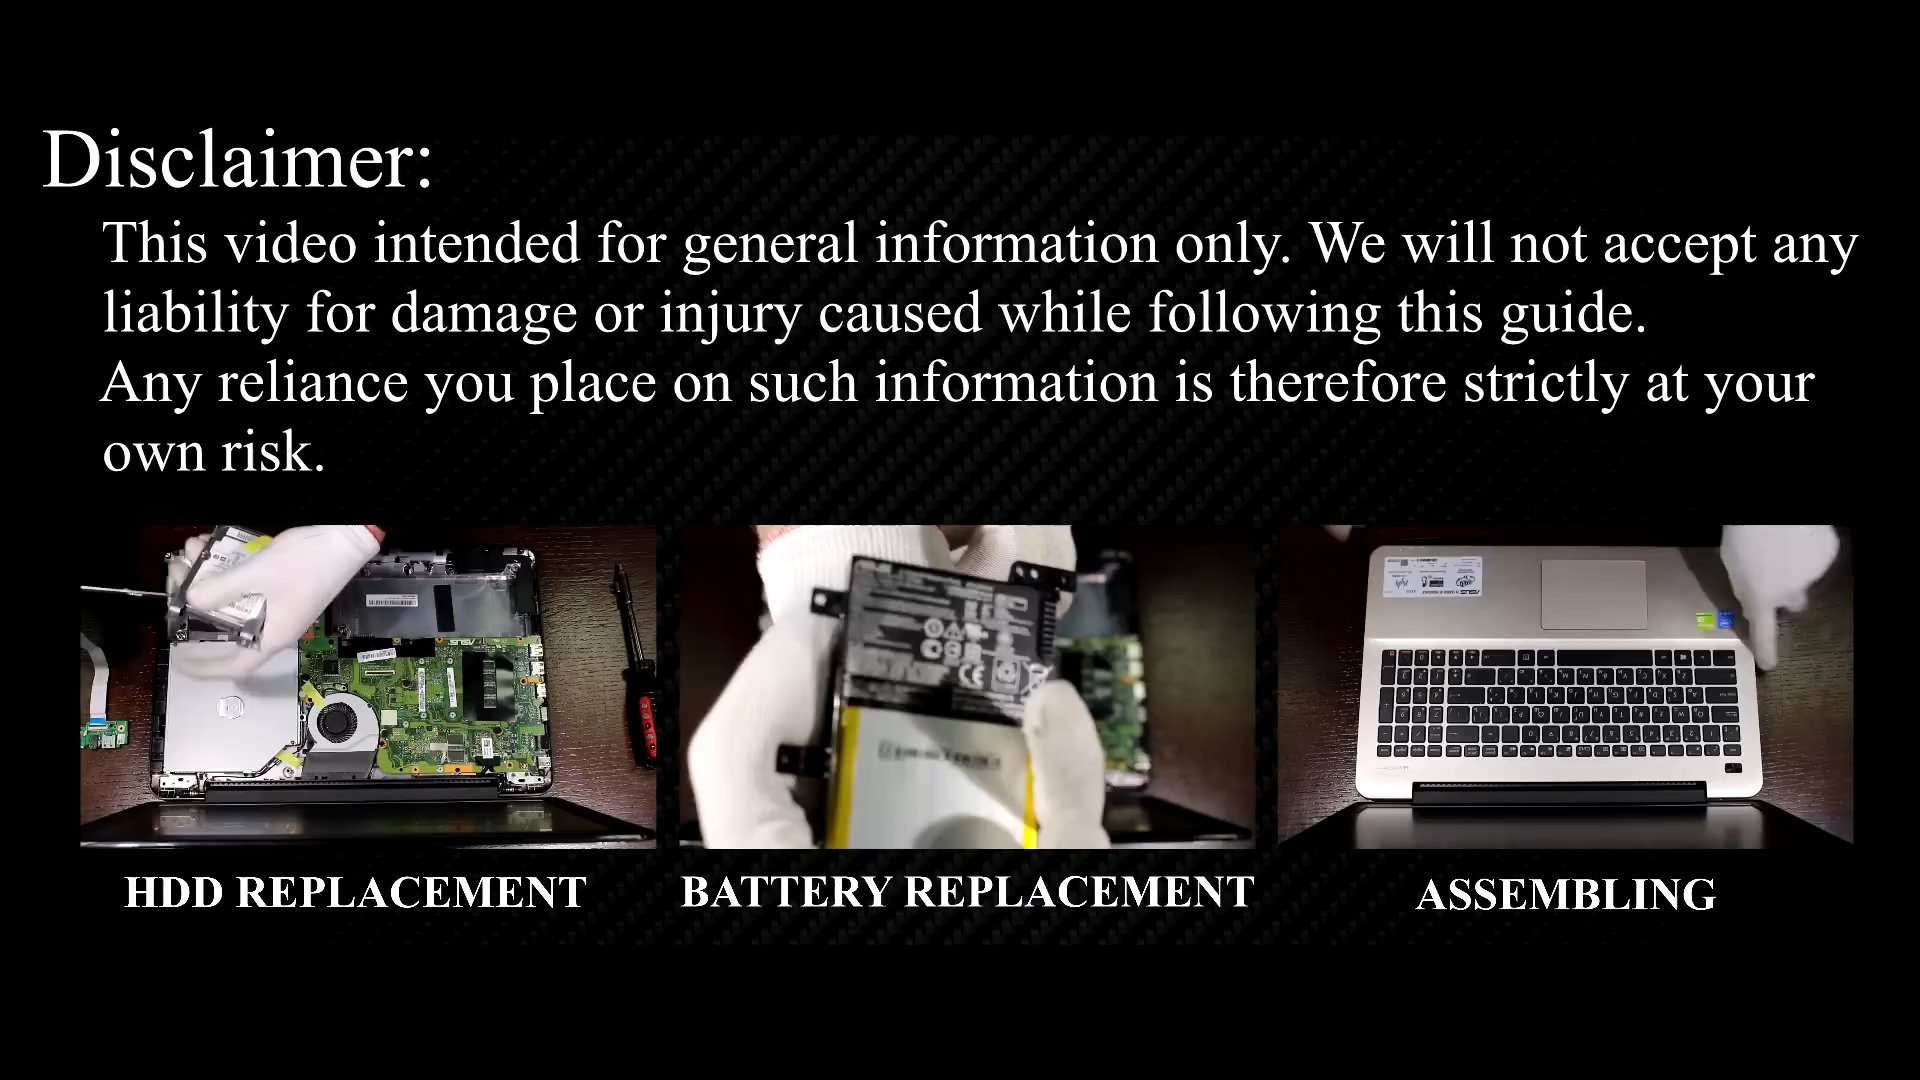 Disclaimer:
This video intended for general information only. We will not accept any
liability for damage or injury caused while following this guide.
Any reliance you place on such information is therefore strictly at your
own risk.
ASUS
ASUS
HDD REPLACEMENT
BATTERY REPLACEMENT
ASSEMBLING